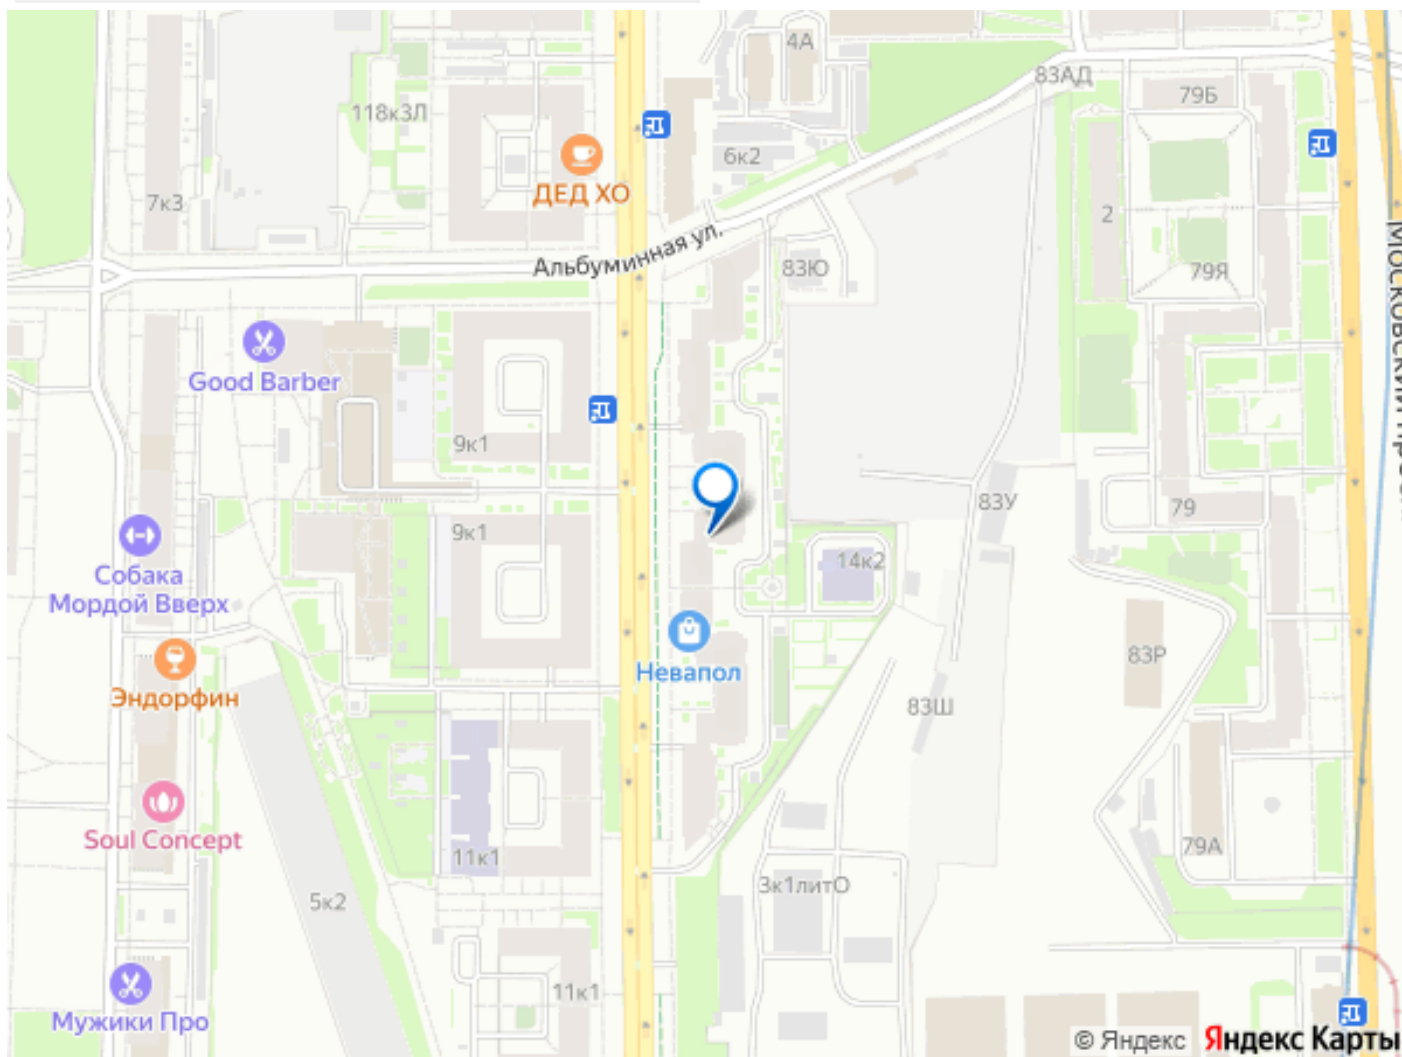 4А
83АД
79Б
118к3Л
6к2
ДЕД ХО
7к3
2
Альбуминная ул.
83Ю
79Я
Московский
Good Barber
9к1
83У
79
9к1
14к2
Собака
Мордой Вверх
Невапол
83Р
Эндорфин
83Ш
Soul Concept
11к1
79А
3к1литО
5к2
11к1
Мужики Про
© Яндекс Яндекс Карты